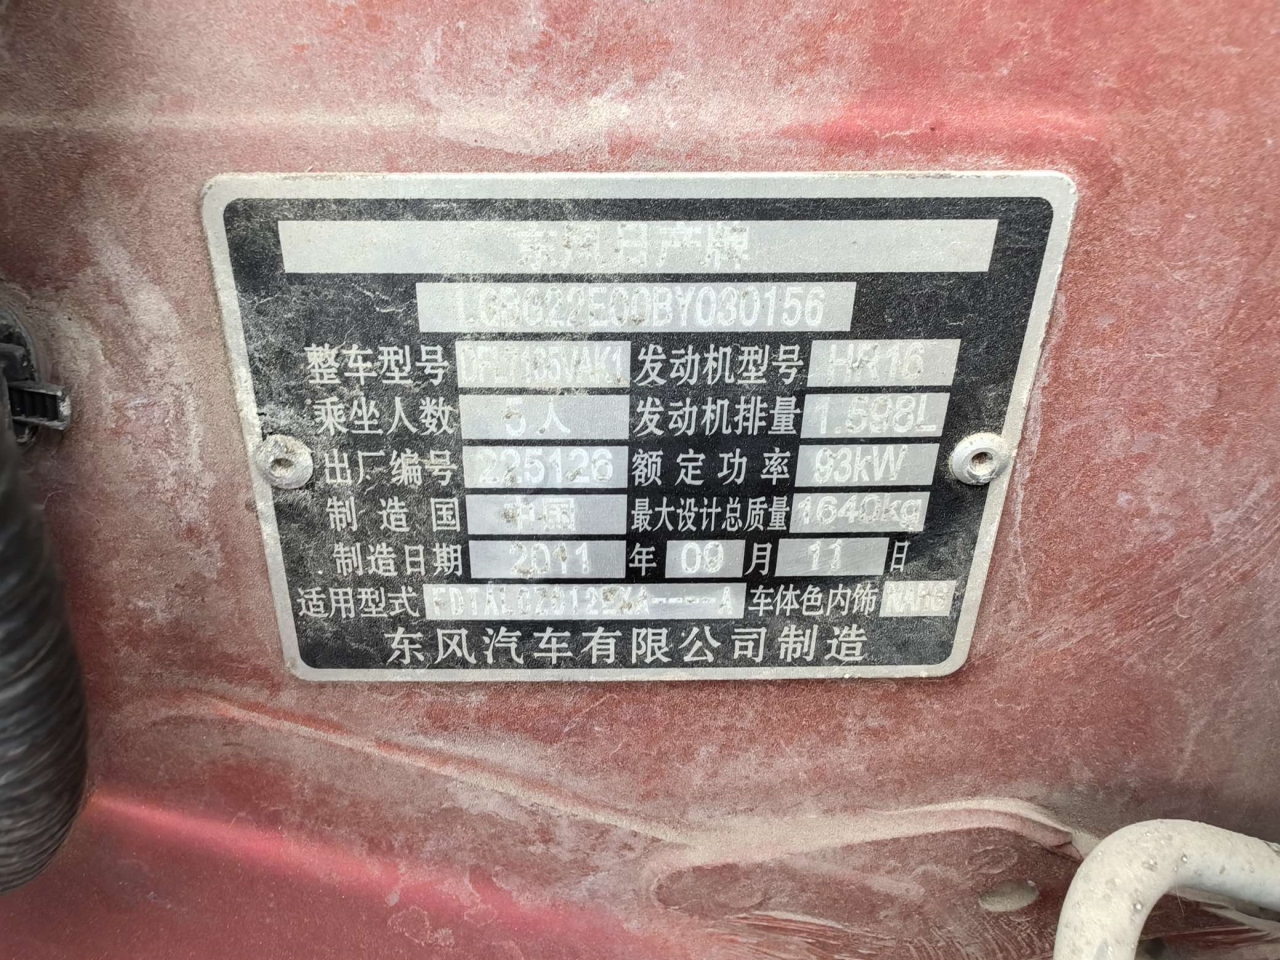 东风日产牌
LGBG22E00BY030156
整车型号 DFL7165VAK1 发动机型号 HR16
乘坐人数 5人 发动机排量 1.598L
出厂编号 225126 额定功率 93kW
制造国 中国 最大设计总质量 1640kg
制造日期 2011 年 09 月 11 日
适用型式 车体色内饰
东风汽车有限公司制造